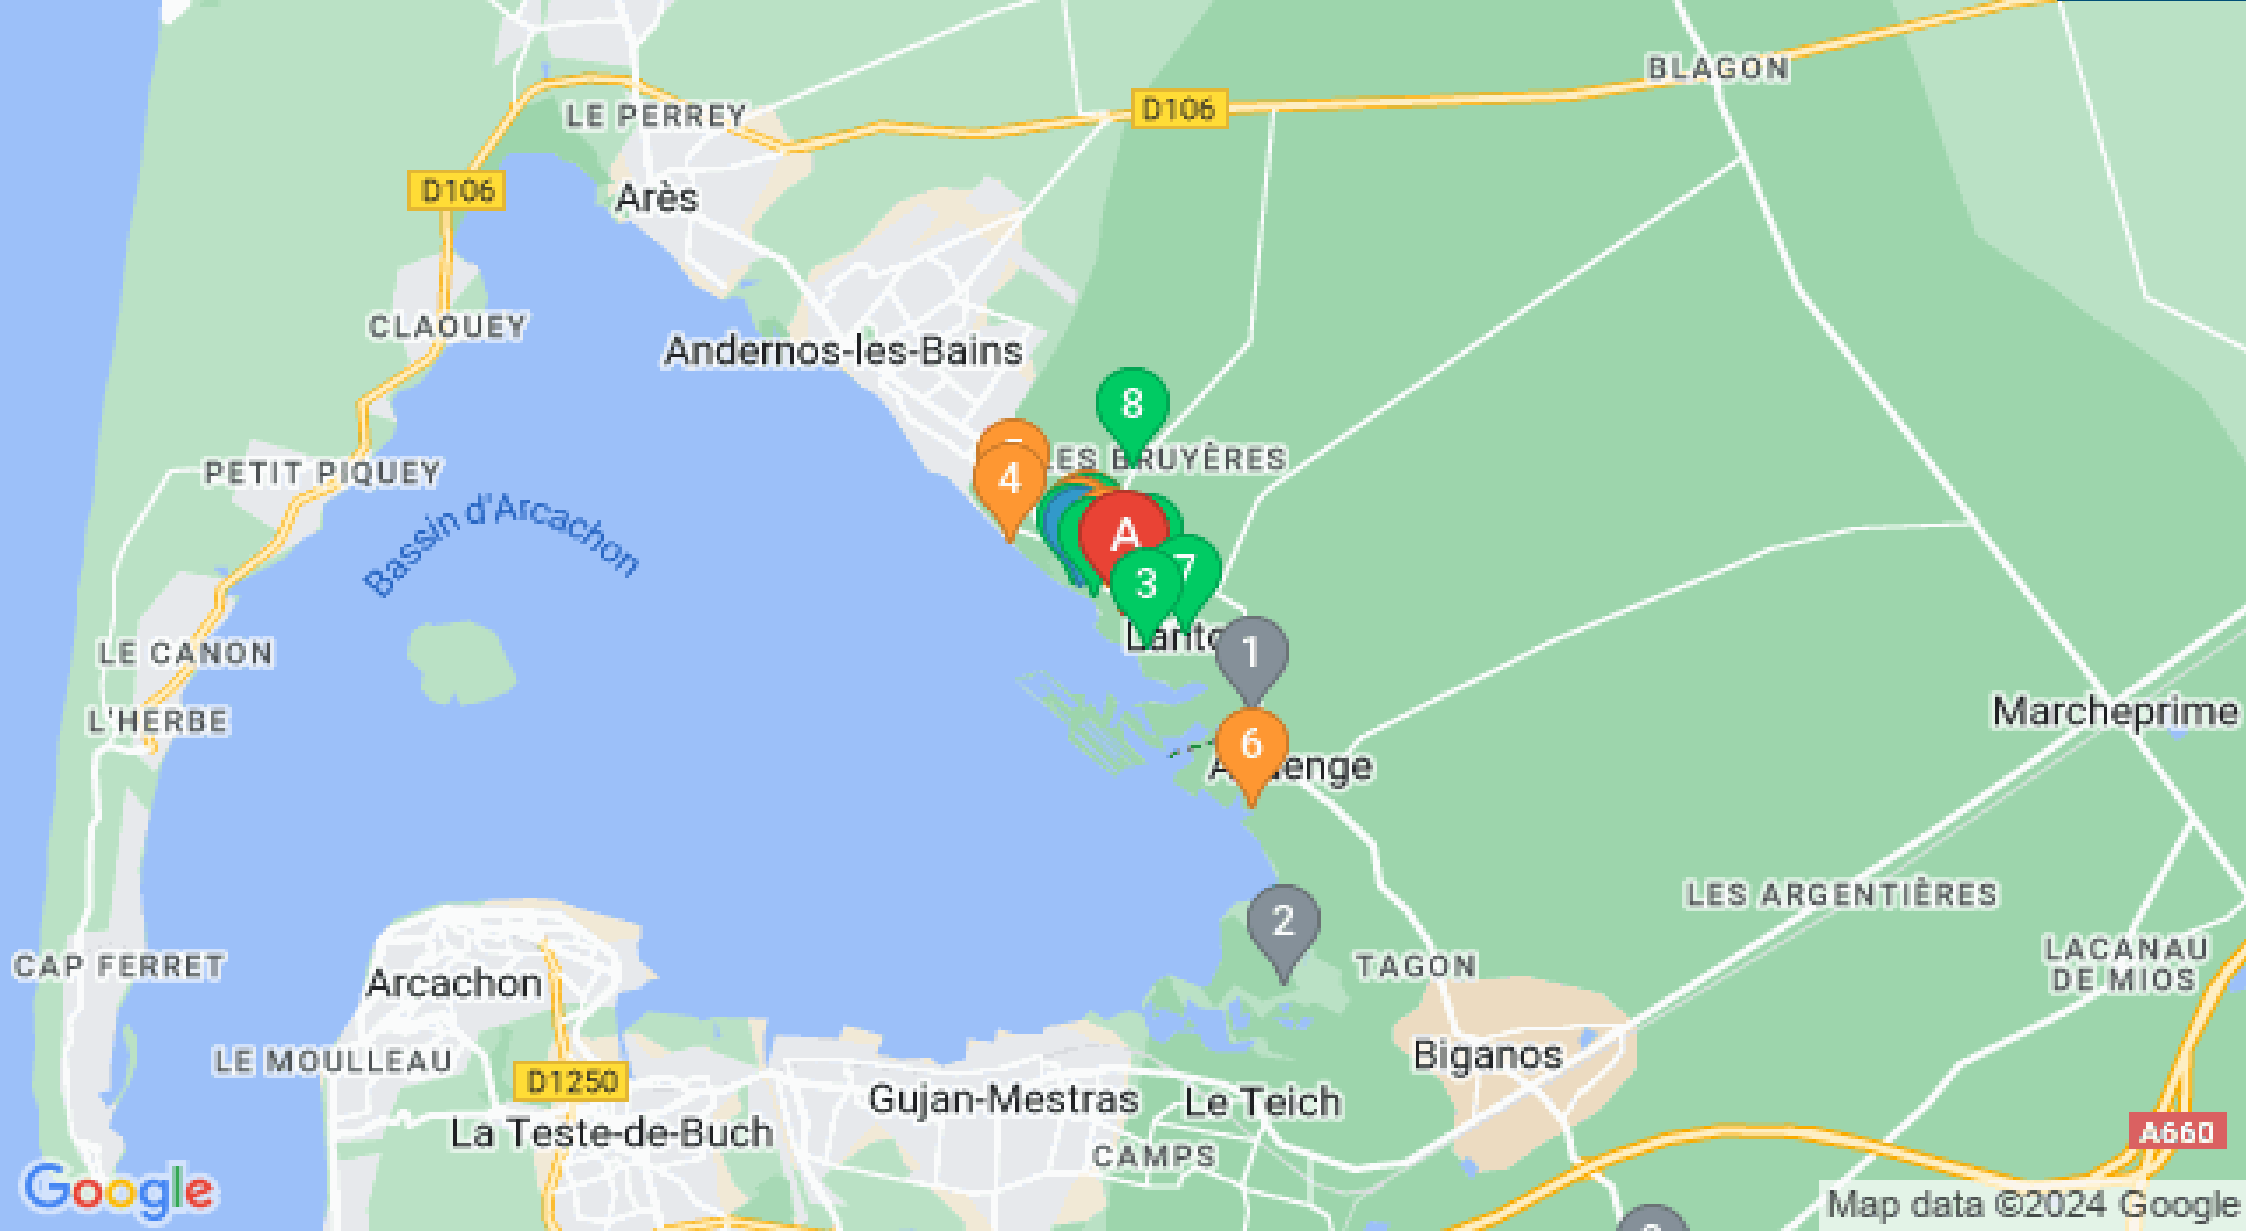 BLAGON
LE PERREY
D106
D106
Arès
CLAOUEY
Andernos-les-Bains
8
LES BRUYÈRES
PETIT PIQUEY
4
Bassin d'Arcachon
A
7
3
1
LE CANON
L'HERBE
Marcheprime
6
LES ARGENTIÈRES
2
CAP FERRET
TAGON
LACANAU
DE MIOS
Arcachon
LE MOULLEAU
Biganos
D1250
Gujan-Mestras
Le Teich
La Teste-de-Buch
A660
CAMPS
Google
Map data ©2024 Google